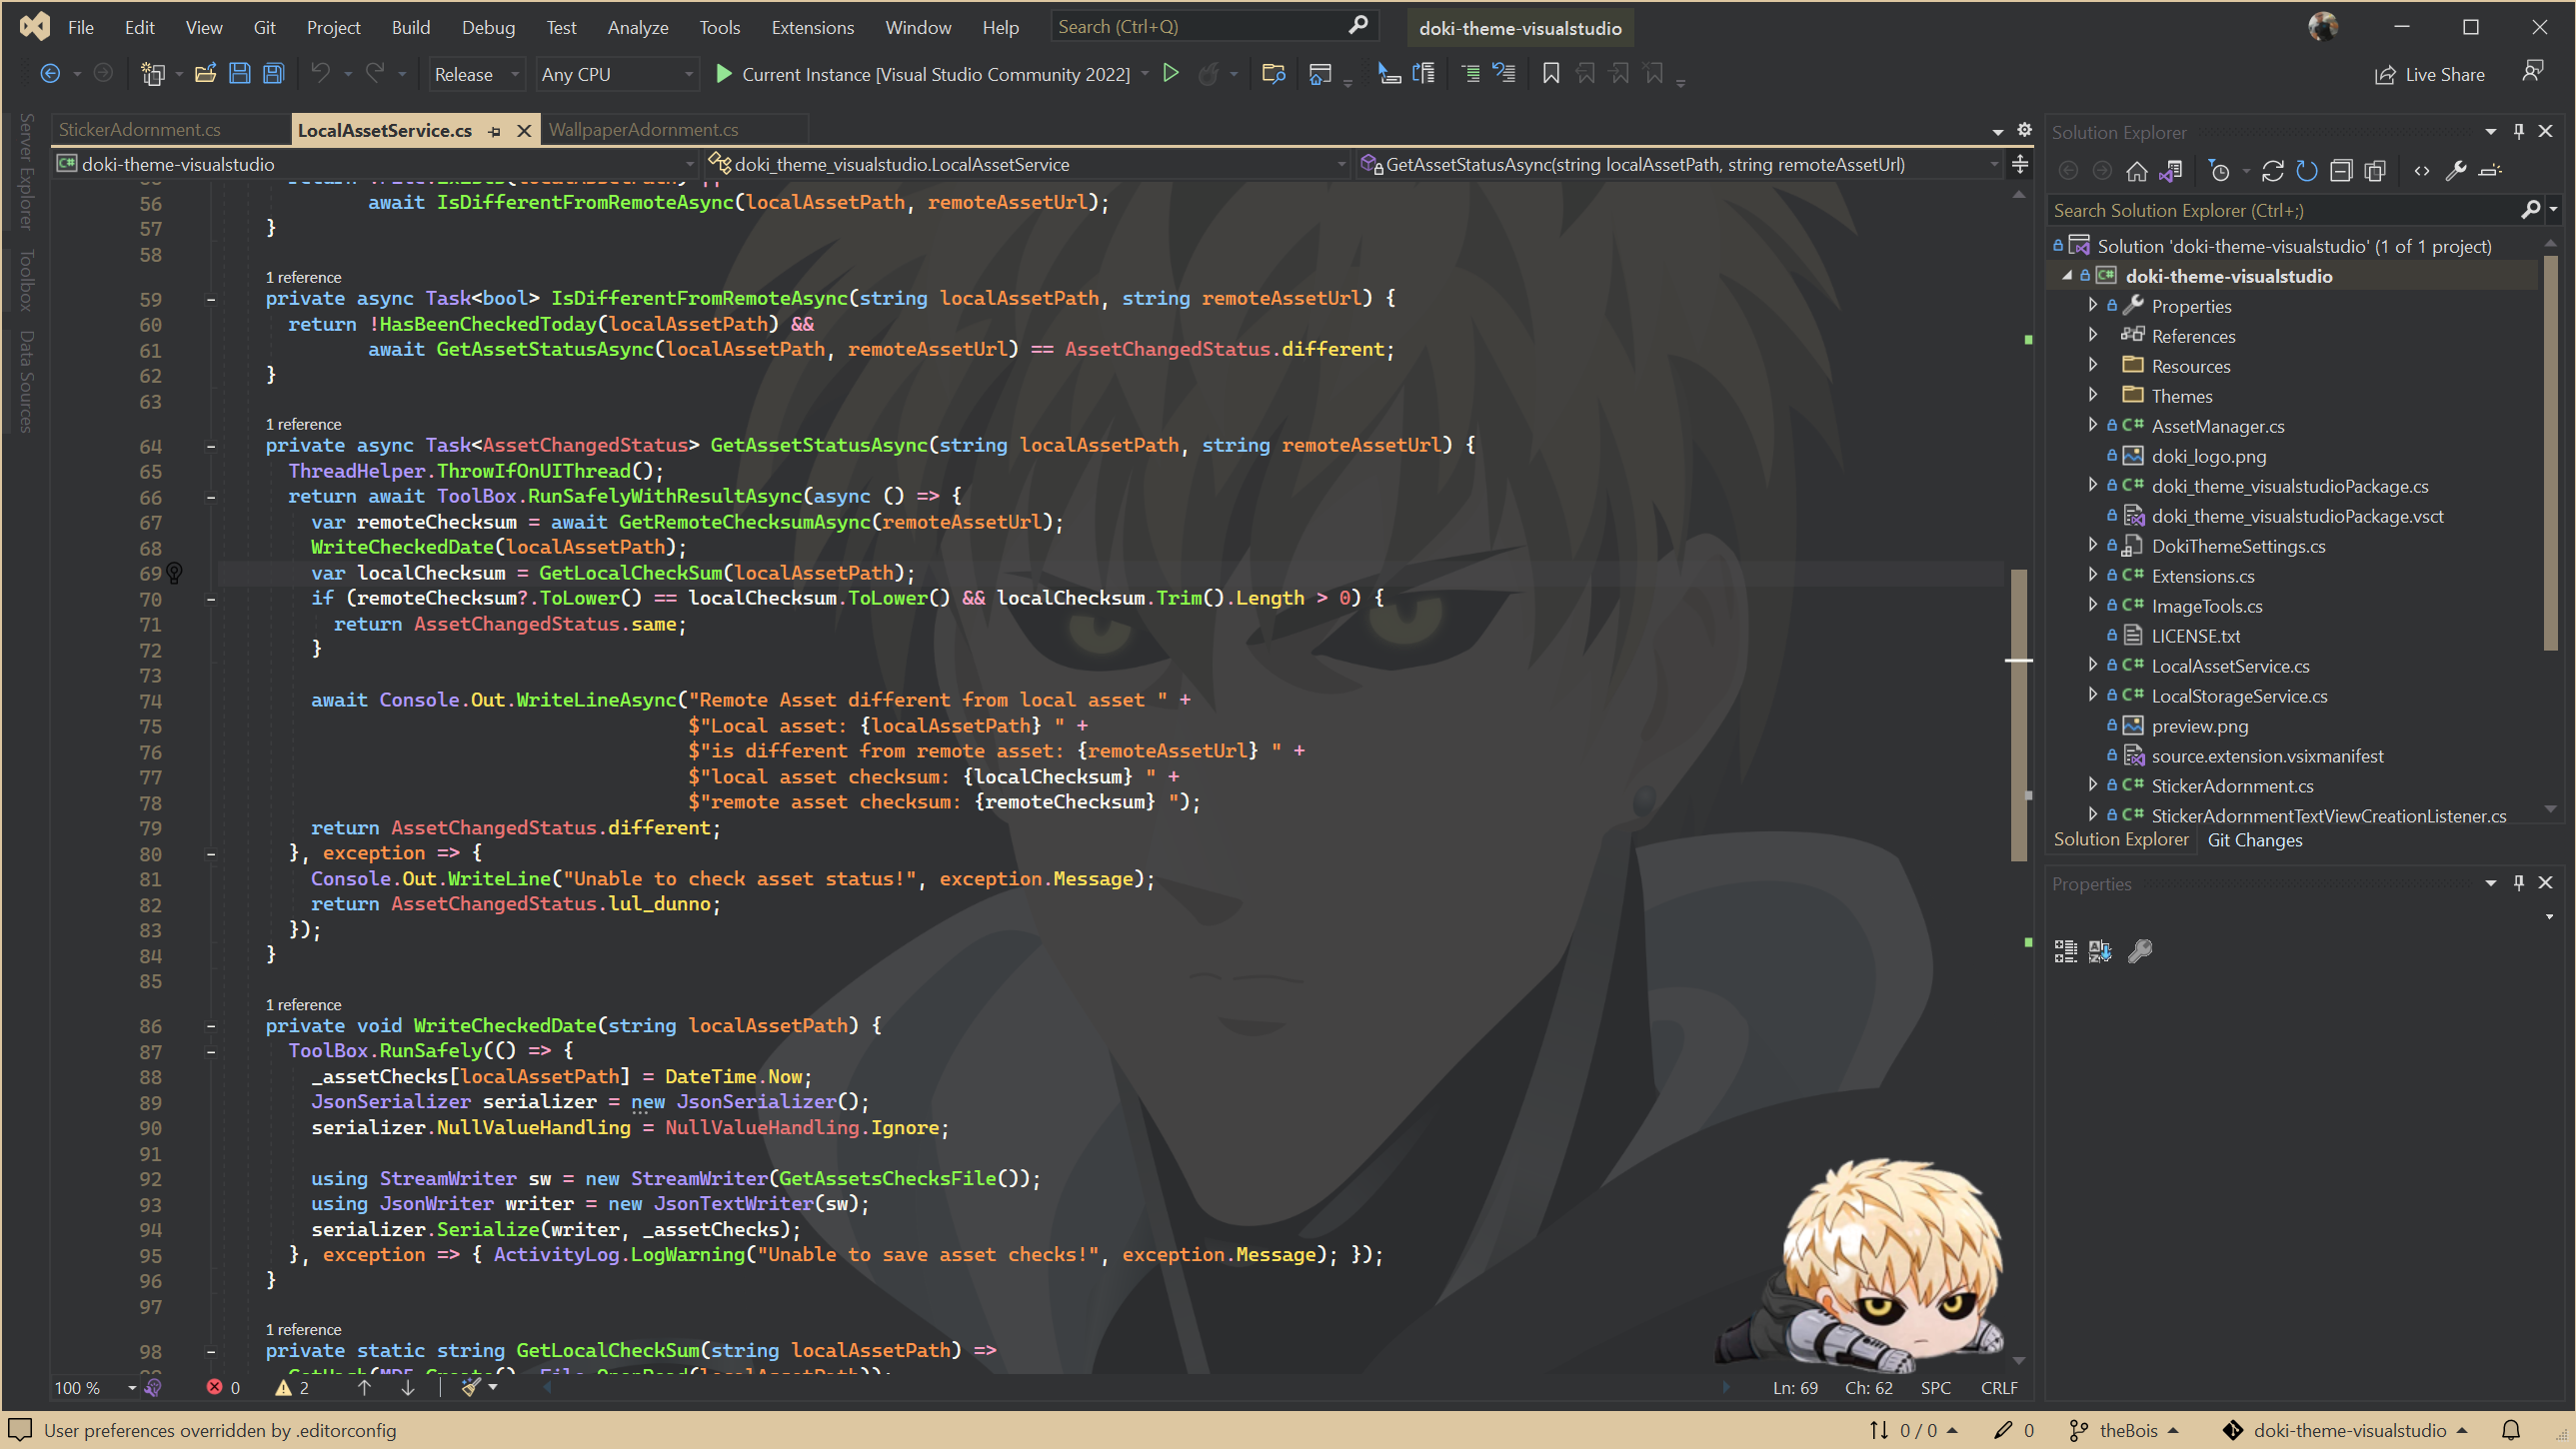 File Edit View Git Project Build Debug Test Analyze Tools Extensions Window Help Search (Ctrl+Q) doki-theme-visualstudio
Release Any CPU Current Instance [Visual Studio Community 2022] Live Share
Server Explorer
Toolbox
Data Sources
StickerAdornment.cs LocalAssetService.cs WallpaperAdornment.cs
doki-theme-visualstudio doki_theme_visualstudio.LocalAssetService GetAssetStatusAsync(string localAssetPath, string remoteAssetUrl)
56 await IsDifferentFromRemoteAsync(localAssetPath, remoteAssetUrl);
57 }
58
1 reference
59 private async Task<bool> IsDifferentFromRemoteAsync(string localAssetPath, string remoteAssetUrl) {
60 return !HasBeenCheckedToday(localAssetPath) &&
61 await GetAssetStatusAsync(localAssetPath, remoteAssetUrl) == AssetChangedStatus.different;
62 }
63
1 reference
64 private async Task<AssetChangedStatus> GetAssetStatusAsync(string localAssetPath, string remoteAssetUrl) {
65 ThreadHelper.ThrowIfOnUIThread();
66 return await ToolBox.RunSafelyWithResultAsync(async () => {
67 var remoteChecksum = await GetRemoteChecksumAsync(remoteAssetUrl);
68 WriteCheckedDate(localAssetPath);
69 var localChecksum = GetLocalCheckSum(localAssetPath);
70 if (remoteChecksum?.ToLower() == localChecksum.ToLower() && localChecksum.Trim().Length > 0) {
71 return AssetChangedStatus.same;
72 }
73
74 await Console.Out.WriteLineAsync("Remote Asset different from local asset " +
75 $"Local asset: {localAssetPath} " +
76 $"is different from remote asset: {remoteAssetUrl} " +
77 $"local asset checksum: {localChecksum} " +
78 $"remote asset checksum: {remoteChecksum} ");
79 return AssetChangedStatus.different;
80 }, exception => {
81 Console.Out.WriteLine("Unable to check asset status!", exception.Message);
82 return AssetChangedStatus.lul_dunno;
83 });
84 }
85
1 reference
86 private void WriteCheckedDate(string localAssetPath) {
87 ToolBox.RunSafely(() => {
88 _assetChecks[localAssetPath] = DateTime.Now;
89 JsonSerializer serializer = new JsonSerializer();
90 serializer.NullValueHandling = NullValueHandling.Ignore;
91
92 using StreamWriter sw = new StreamWriter(GetAssetsChecksFile());
93 using JsonWriter writer = new JsonTextWriter(sw);
94 serializer.Serialize(writer, _assetChecks);
95 }, exception => { ActivityLog.LogWarning("Unable to save asset checks!", exception.Message); });
96 }
97
1 reference
98 private static string GetLocalCheckSum(string localAssetPath) =>
100 % 0 2 Ln: 69 Ch: 62 SPC CRLF
Solution Explorer
Search Solution Explorer (Ctrl+;)
Solution 'doki-theme-visualstudio' (1 of 1 project)
doki-theme-visualstudio
Properties
References
Resources
Themes
C# AssetManager.cs
doki_logo.png
C# doki_theme_visualstudioPackage.cs
doki_theme_visualstudioPackage.vsct
DokiThemeSettings.cs
C# Extensions.cs
C# ImageTools.cs
LICENSE.txt
C# LocalAssetService.cs
C# LocalStorageService.cs
preview.png
source.extension.vsixmanifest
C# StickerAdornment.cs
C# StickerAdornmentTextViewCreationListener.cs
Solution Explorer Git Changes
Properties
User preferences overridden by .editorconfig 0 / 0 0 theBois doki-theme-visualstudio